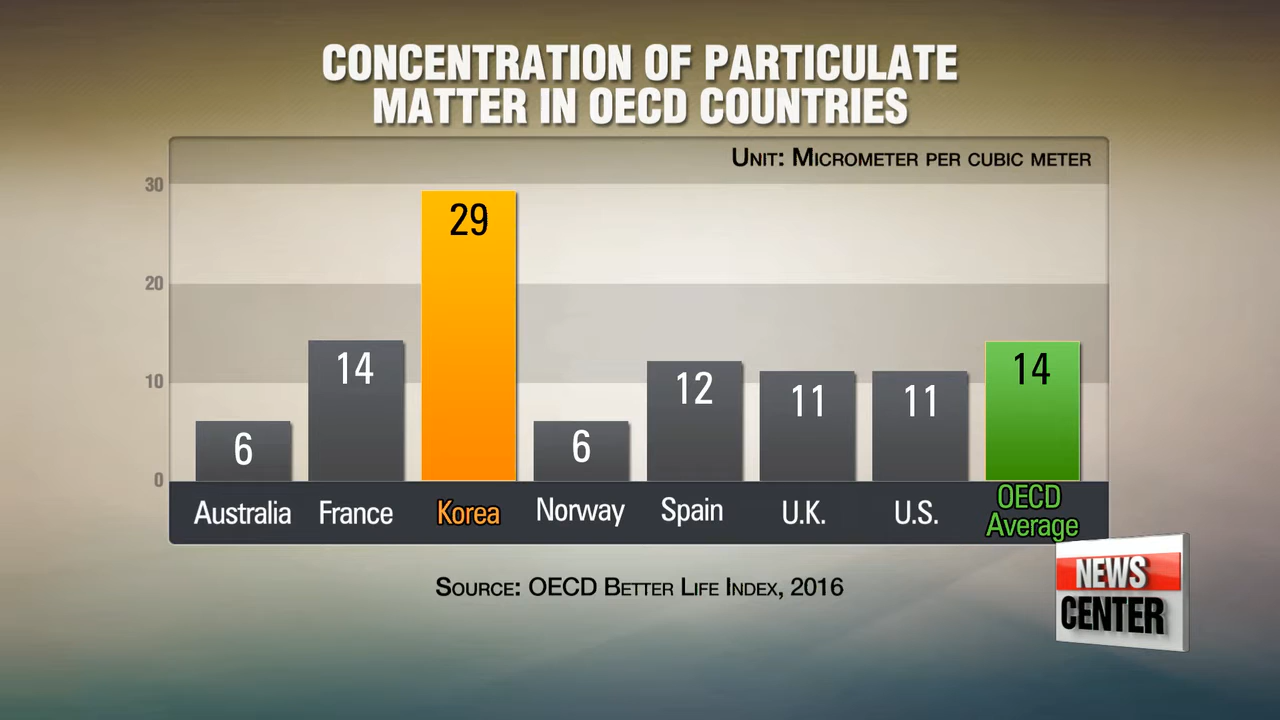 CONCENTRATION OF PARTICULATE
MATTER IN OECD COUNTRIES
UNIT: MICROMETER PER CUBIC METER
30
20
10
0
6
14
29
6
12
11
11
14
Australia
France
Korea
Norway
Spain
U.K.
U.S.
OECD
Average
SOURCE: OECD BETTER LIFE INDEX, 2016
NEWS
CENTER